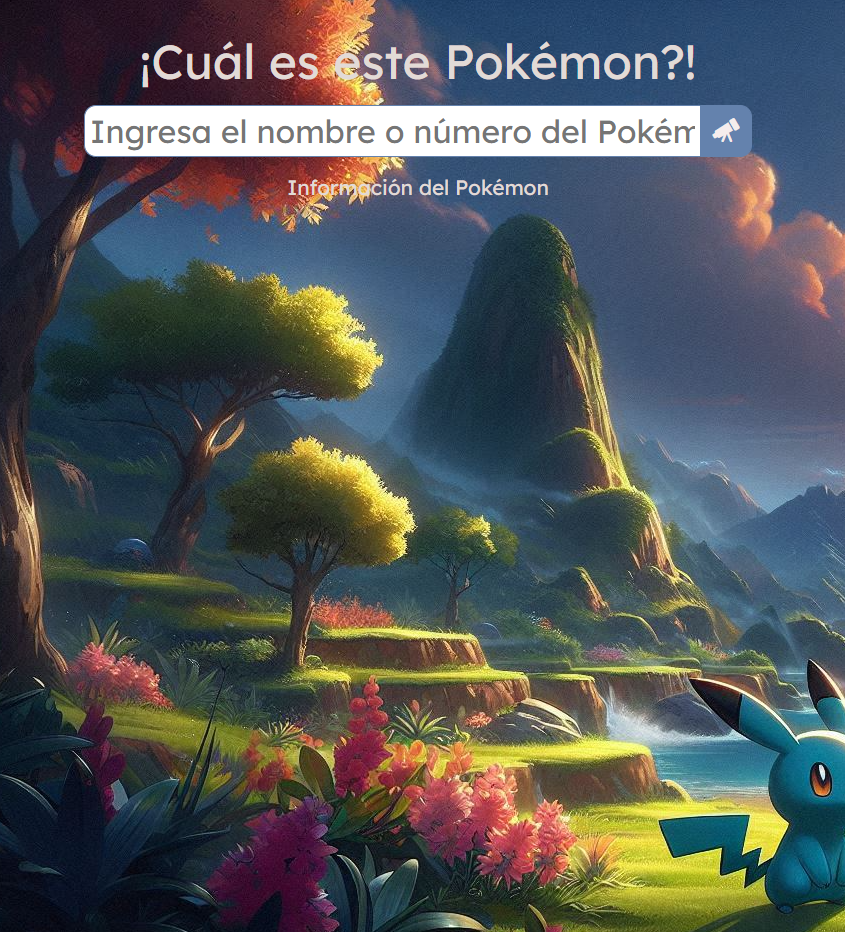 ¡Cuál es este Pokémon?!
Ingresa el nombre o número del Pokém
Información del Pokémon